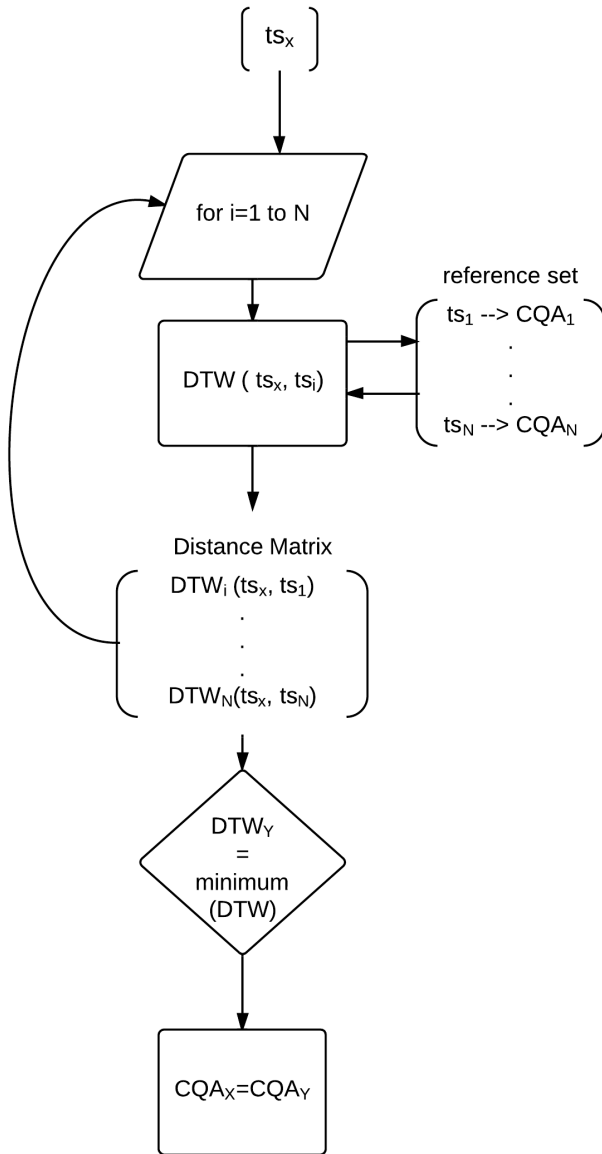 ts_x
for i=1 to N
reference set
ts_1 --> CQA_1
.
.
.
ts_N --> CQA_N
DTW ( ts_x, ts_i)
Distance Matrix
DTW_i (ts_x, ts_1)
.
.
.
DTW_N(ts_x, ts_N)
DTW_Y
=
minimum
(DTW)
CQA_X=CQA_Y